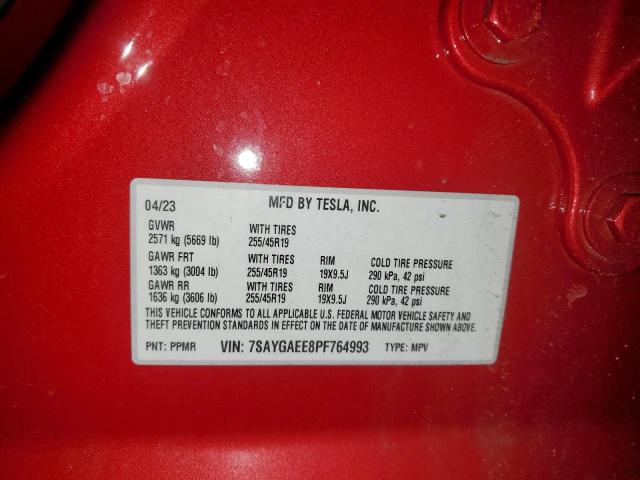 04/23 MFD BY TESLA, INC.
GVWR WITH TIRES
2571 kg (5669 lb) 255/45R19
GAWR FRT WITH TIRES RIM COLD TIRE PRESSURE
1363 kg (3004 lb) 255/45R19 19X9.5J 290 kPa, 42 psi
GAWR RR WITH TIRES RIM COLD TIRE PRESSURE
1636 kg (3606 lb) 255/45R19 19X9.5J 290 kPa, 42 psi
THIS VEHICLE CONFORMS TO ALL APPLICABLE U.S. FEDERAL MOTOR VEHICLE SAFETY AND
THEFT PREVENTION STANDARDS IN EFFECT ON THE DATE OF MANUFACTURE SHOWN ABOVE.
PNT: PPMR VIN: 7SAYGAEE8PF764993 TYPE: MPV